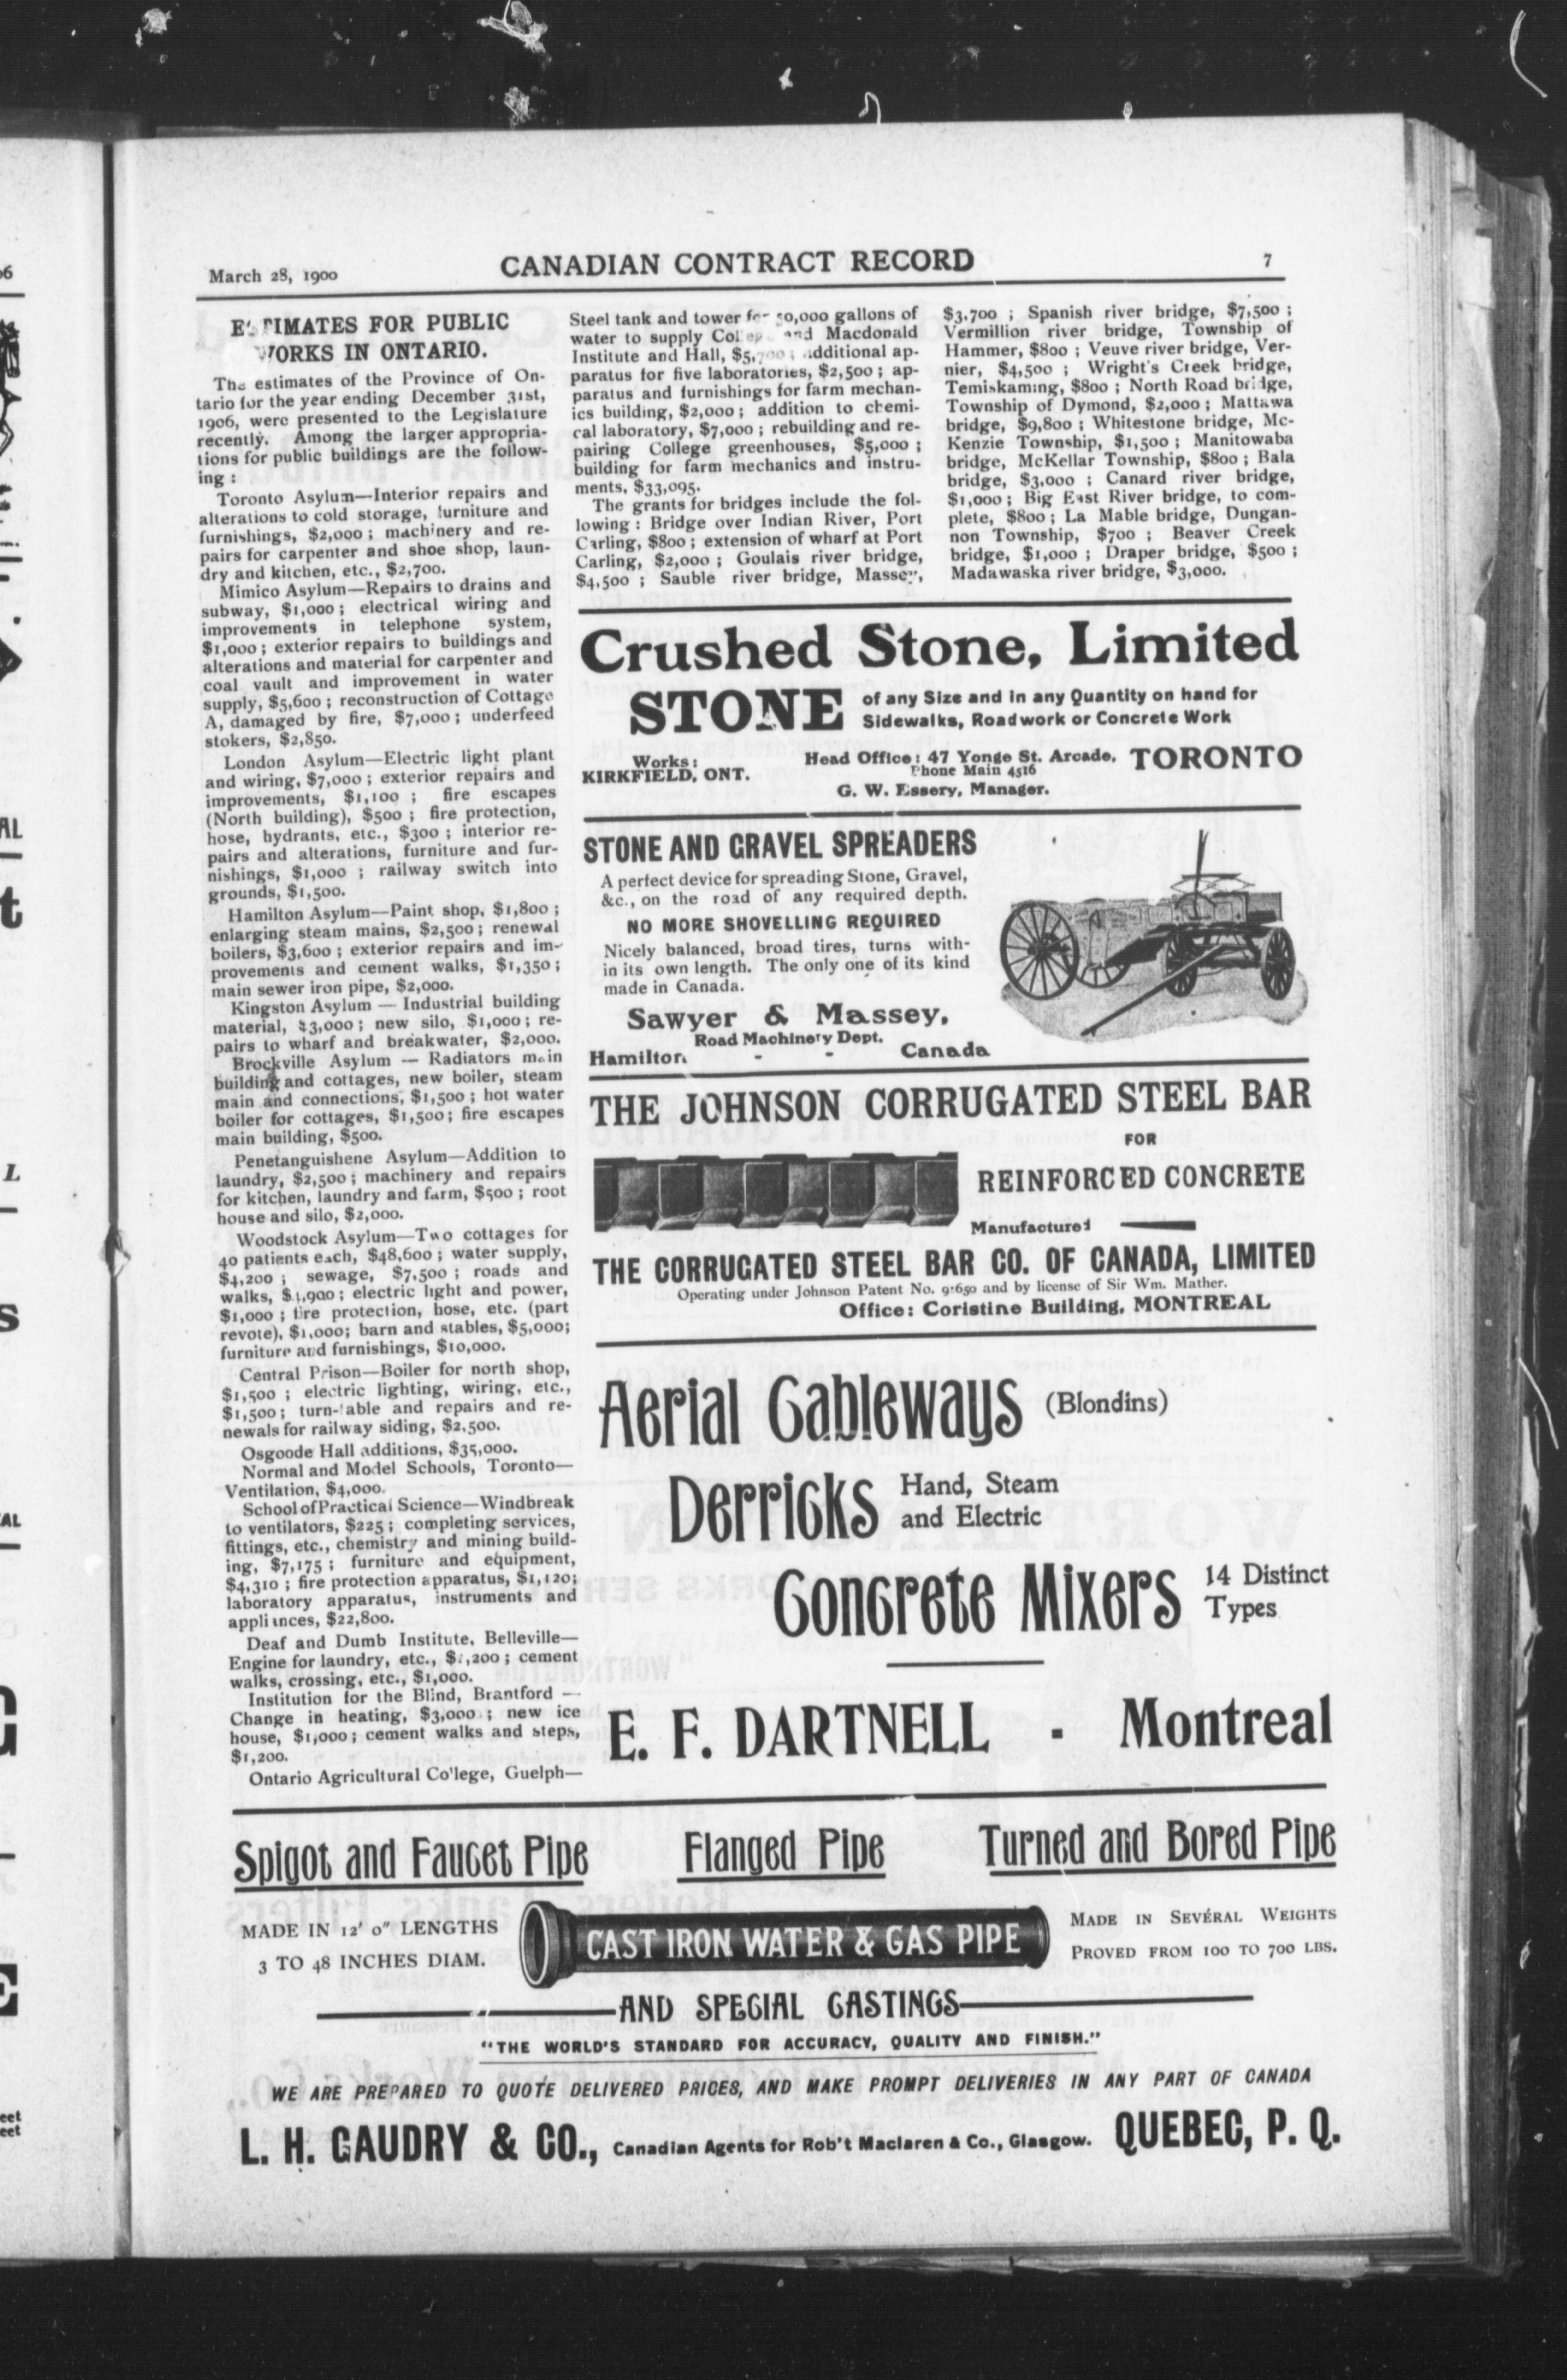 March 28, 1900
CANADIAN CONTRACT RECORD
7
ESTIMATES FOR PUBLIC
WORKS IN ONTARIO.
The estimates of the Province of On-
tario for the year ending December 31st,
1906, were presented to the Legislature
recently. Among the larger appropria-
tions for public buildings are the follow-
ing :
Toronto Asylum—Interior repairs and
alterations to cold storage, furniture and
furnishings, $2,000 ; machinery and re-
pairs for carpenter and shoe shop, laun-
dry and kitchen, etc., $2,700.
Mimico Asylum—Repairs to drains and
subway, $1,000 ; electrical wiring and
improvements in telephone system,
$1,000 ; exterior repairs to buildings and
alterations and material for carpenter and
coal vault and improvement in water
supply, $5,600 ; reconstruction of Cottage
A, damaged by fire, $7,000 ; underfeed
stokers, $2,850.
London Asylum—Electric light plant
and wiring, $7,000 ; exterior repairs and
improvements, $1,100 ; fire escapes
(North building), $500 ; fire protection,
hose, hydrants, etc., $300 ; interior re-
pairs and alterations, furniture and fur-
nishings, $1,000 ; railway switch into
grounds, $1,500.
Hamilton Asylum—Paint shop, $1,800 ;
enlarging steam mains, $2,500 ; renewal
boilers, $3,600 ; exterior repairs and im-
provements and cement walks, $1,350 ;
main sewer iron pipe, $2,000.
Kingston Asylum — Industrial building
material, $3,000 ; new silo, $1,000 ; re-
pairs to wharf and breakwater, $2,000.
Brockville Asylum — Radiators main
building and cottages, new boiler, steam
main and connections, $1,500 ; hot water
boiler for cottages, $1,500; fire escapes
main building, $500.
Penetanguishene Asylum—Addition to
laundry, $2,500 ; machinery and repairs
for kitchen, laundry and farm, $500 ; root
house and silo, $2,000.
Woodstock Asylum—Two cottages for
40 patients each, $48,600 ; water supply,
$4,200 ; sewage, $7,500 ; roads and
walks, ; electric light and power,
$1,000 ; fire protection, hose, etc. (part
revote), $1,000; barn and stables, $5,000;
furniture and furnishings, $10,000.
Central Prison—Boiler for north shop,
$1,500 ; electric lighting, wiring, etc.,
$1,500 ; turn-table and repairs and re-
newals for railway siding, $2,500.
Osgoode Hall additions, $35,000.
Normal and Model Schools, Toronto—
Ventilation, $4,000.
School of Practical Science—Windbreak
to ventilators, $225 ; completing services,
fittings, etc., chemistry and mining build-
ing, $7,175 ; furniture and equipment,
$4,310 ; fire protection apparatus, $1,120;
laboratory apparatus, instruments and
appliances, $22,800.
Deaf and Dumb Institute, Belleville—
Engine for laundry, etc., ; cement
walks, crossing, etc., $1,000.
Institution for the Blind, Brantford —
Change in heating, $3,000 ; new ice
house, $1,000 ; cement walks and steps,
$1,200.
Ontario Agricultural College, Guelph—
Steel tank and tower for 50,000 gallons of
water to supply College and Macdonald
Institute and Hall, ; additional ap-
paratus for five laboratories, $2,500 ; ap-
paratus and furnishings for farm mechan-
ics building, $2,000 ; addition to chemi-
cal laboratory, $7,000 ; rebuilding and re-
pairing College greenhouses, $5,000 ;
building for farm mechanics and instru-
ments, $33,095.
The grants for bridges include the fol-
lowing : Bridge over Indian River, Port
Carling, $800 ; extension of wharf at Port
Carling, $2,000 ; Goulais river bridge,
$4,500 ; Sauble river bridge, Massey,
$3,700 ; Spanish river bridge, $7,500 ;
Vermillion river bridge, Township of
Hammer, $800 ; Veuve river bridge, Ver-
nier, $4,500 ; Wright's Creek bridge,
Temiskaming, $800 ; North Road bridge,
Township of Dymond, $2,000 ; Mattawa
bridge, $9,800 ; Whitestone bridge, Mc-
Kenzie Township, $1,500 ; Manitowaba
bridge, McKellar Township, $800 ; Bala
bridge, $3,000 ; Canard river bridge,
$1,000 ; Big East River bridge, to com-
plete, $800 ; La Mable bridge, Dungan-
non Township, $700 ; Beaver Creek
bridge, $1,000 ; Draper bridge, $500 ;
Madawaska river bridge, $3,000.
Crushed Stone, Limited
STONE of any Size and in any Quantity on hand for
Sidewalks, Roadwork or Concrete Work
Works:
KIRKFIELD, ONT.
Head Office: 47 Yonge St. Arcade, TORONTO
Phone Main 4516
G. W. Essery, Manager.
STONE AND GRAVEL SPREADERS
A perfect device for spreading Stone, Gravel,
&c., on the road of any required depth.
NO MORE SHOVELLING REQUIRED
Nicely balanced, broad tires, turns with-
in its own length. The only one of its kind
made in Canada.
Sawyer & Massey,
Road Machinery Dept.
Hamilton - - Canada
THE JOHNSON CORRUGATED STEEL BAR
FOR
REINFORCED CONCRETE
Manufactured
THE CORRUGATED STEEL BAR CO. OF CANADA, LIMITED
Operating under Johnson Patent No. 91650 and by license of Sir Wm. Mather.
Office: Coristine Building, MONTREAL
Aerial Cableways (Blondins)
Derricks Hand, Steam
and Electric
Concrete Mixers 14 Distinct
Types
E. F. DARTNELL - Montreal
Spigot and Faucet Pipe Flanged Pipe Turned and Bored Pipe
MADE IN 12' 0" LENGTHS
3 TO 48 INCHES DIAM.
CAST IRON WATER & GAS PIPE
MADE IN SEVÉRAL WEIGHTS
PROVED FROM 100 TO 700 LBS.
AND SPECIAL CASTINGS
"THE WORLD'S STANDARD FOR ACCURACY, QUALITY AND FINISH."
WE ARE PREPARED TO QUOTE DELIVERED PRICES, AND MAKE PROMPT DELIVERIES IN ANY PART OF CANADA
L. H. GAUDRY & CO., Canadian Agents for Rob't Maclaren & Co., Glasgow. QUEBEC, P. Q.